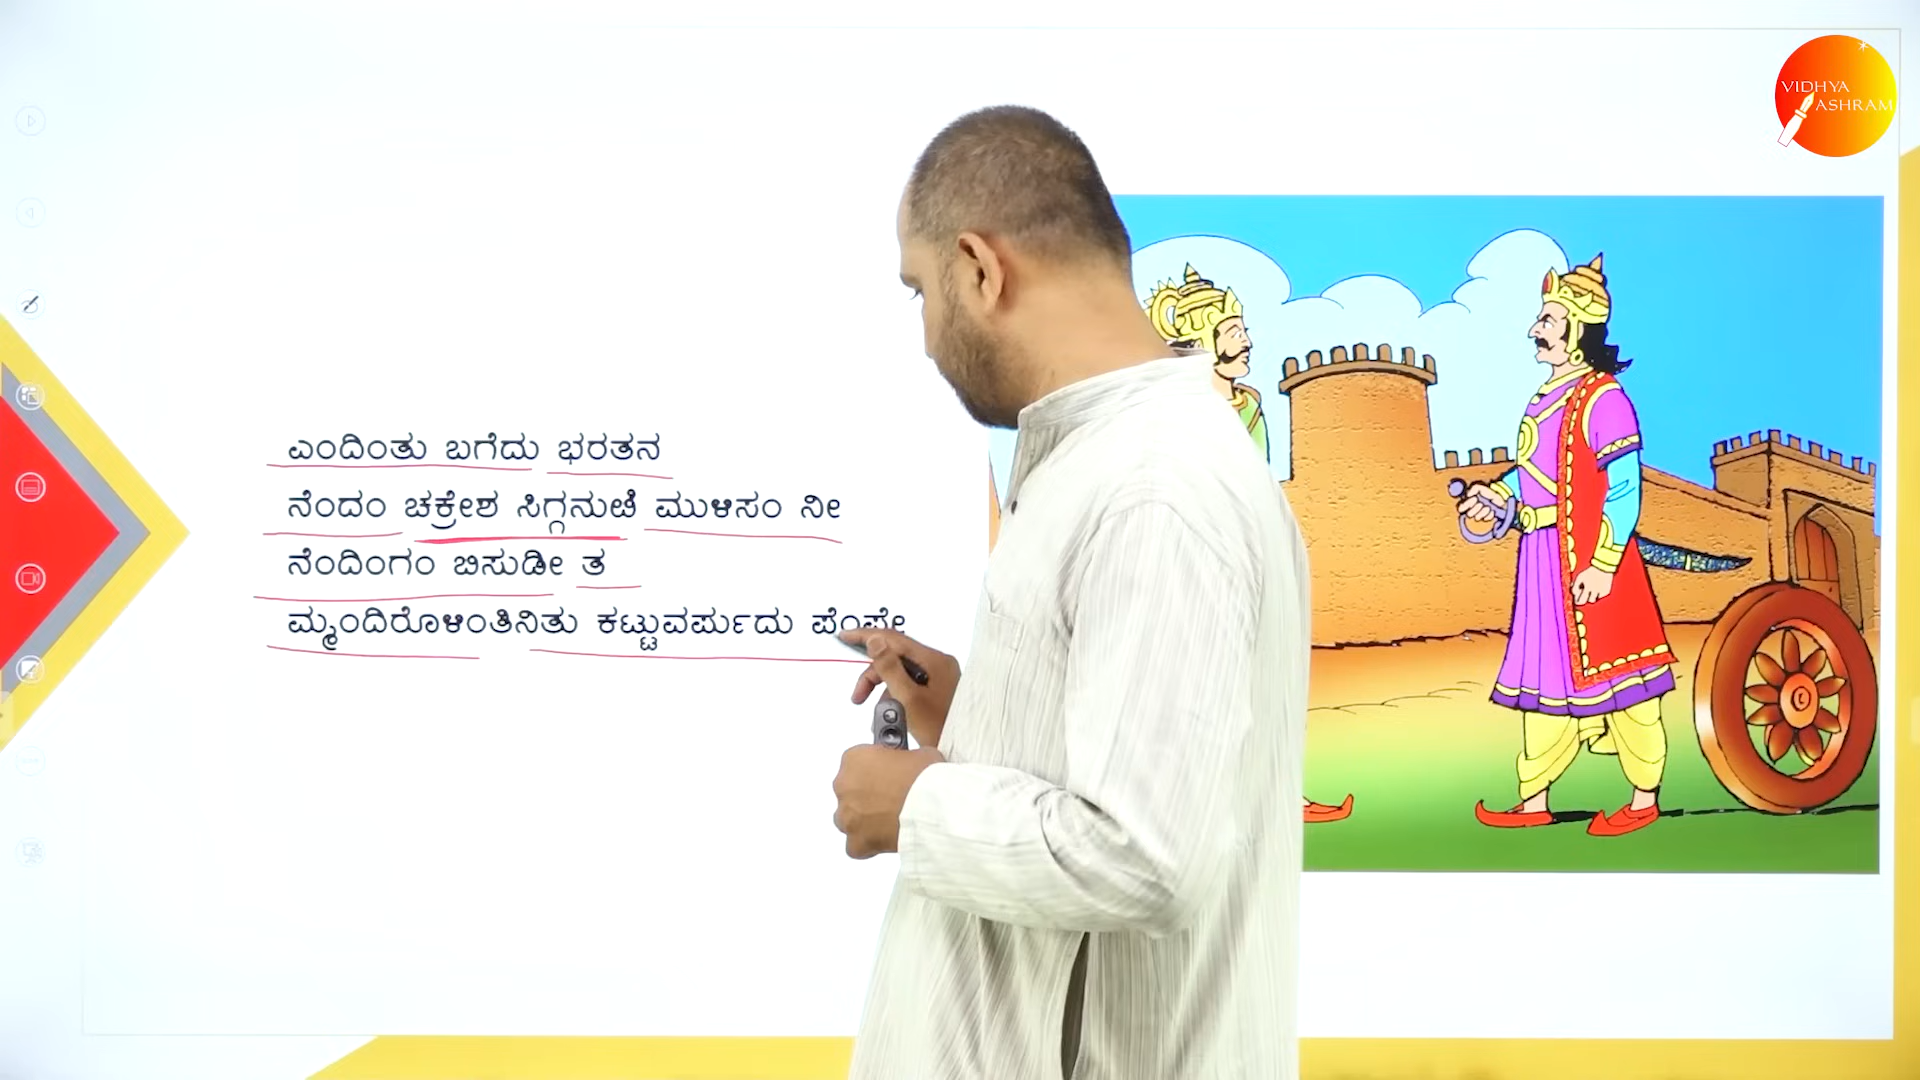 VIDHYA
ASHRAM
ಎಂದಿಂತು ಬಗೆದು ಭರತನ
ನೆಂದಂ ಚಕ್ರೇಶ ಸಿಗ್ಗನುೞಿ ಮುಳಿಸಂ ನೀ
ನೆಂದಿಂಗಂ ಬಿಸುಡೀ ತ
ಮ್ಮಂದಿರೊಳಿಂತಿನಿತು ಕಟ್ಟುವರ್ಪುದು ಪೆಂಪೇ